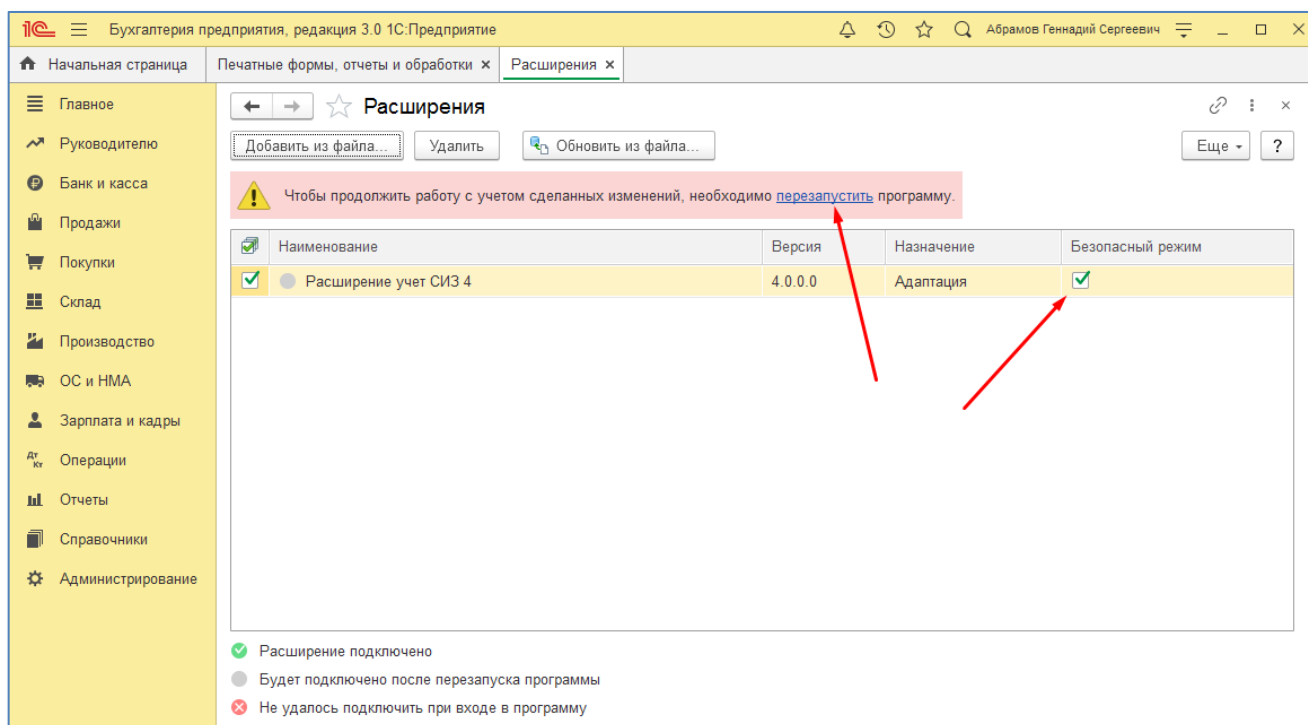 1С Бухгалтерия предприятия, редакция 3.0 1С:Предприятие Абрамов Геннадий Сергеевич
Начальная страница Печатные формы, отчеты и обработки × Расширения ×
Главное
Руководителю
Банк и касса
Продажи
Покупки
Склад
Производство
ОС и НМА
Зарплата и кадры
Дт Кт Операции
Отчеты
Справочники
Администрирование
Расширения
Добавить из файла... Удалить Обновить из файла... Еще ?
Чтобы продолжить работу с учетом сделанных изменений, необходимо перезапустить программу.
Наименование Версия Назначение Безопасный режим
Расширение учет СИЗ 4 4.0.0.0 Адаптация
Расширение подключено
Будет подключено после перезапуска программы
Не удалось подключить при входе в программу